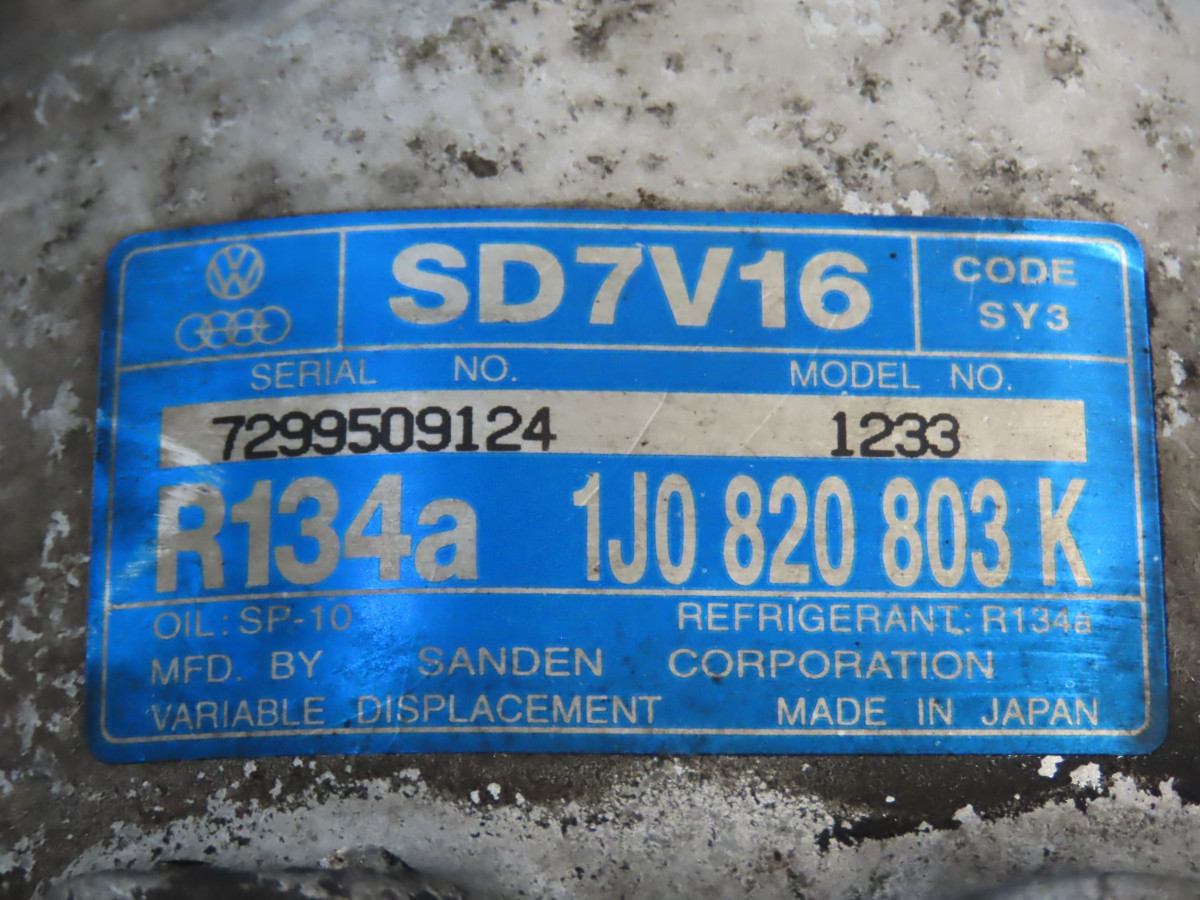 SD7V16
CODE
SY3
SERIAL NO. MODEL NO.
7299509124 1233
R134a 1J0 820 803 K
OIL: SP-10 REFRIGERANT: R134a
MFD. BY SANDEN CORPORATION
VARIABLE DISPLACEMENT MADE IN JAPAN